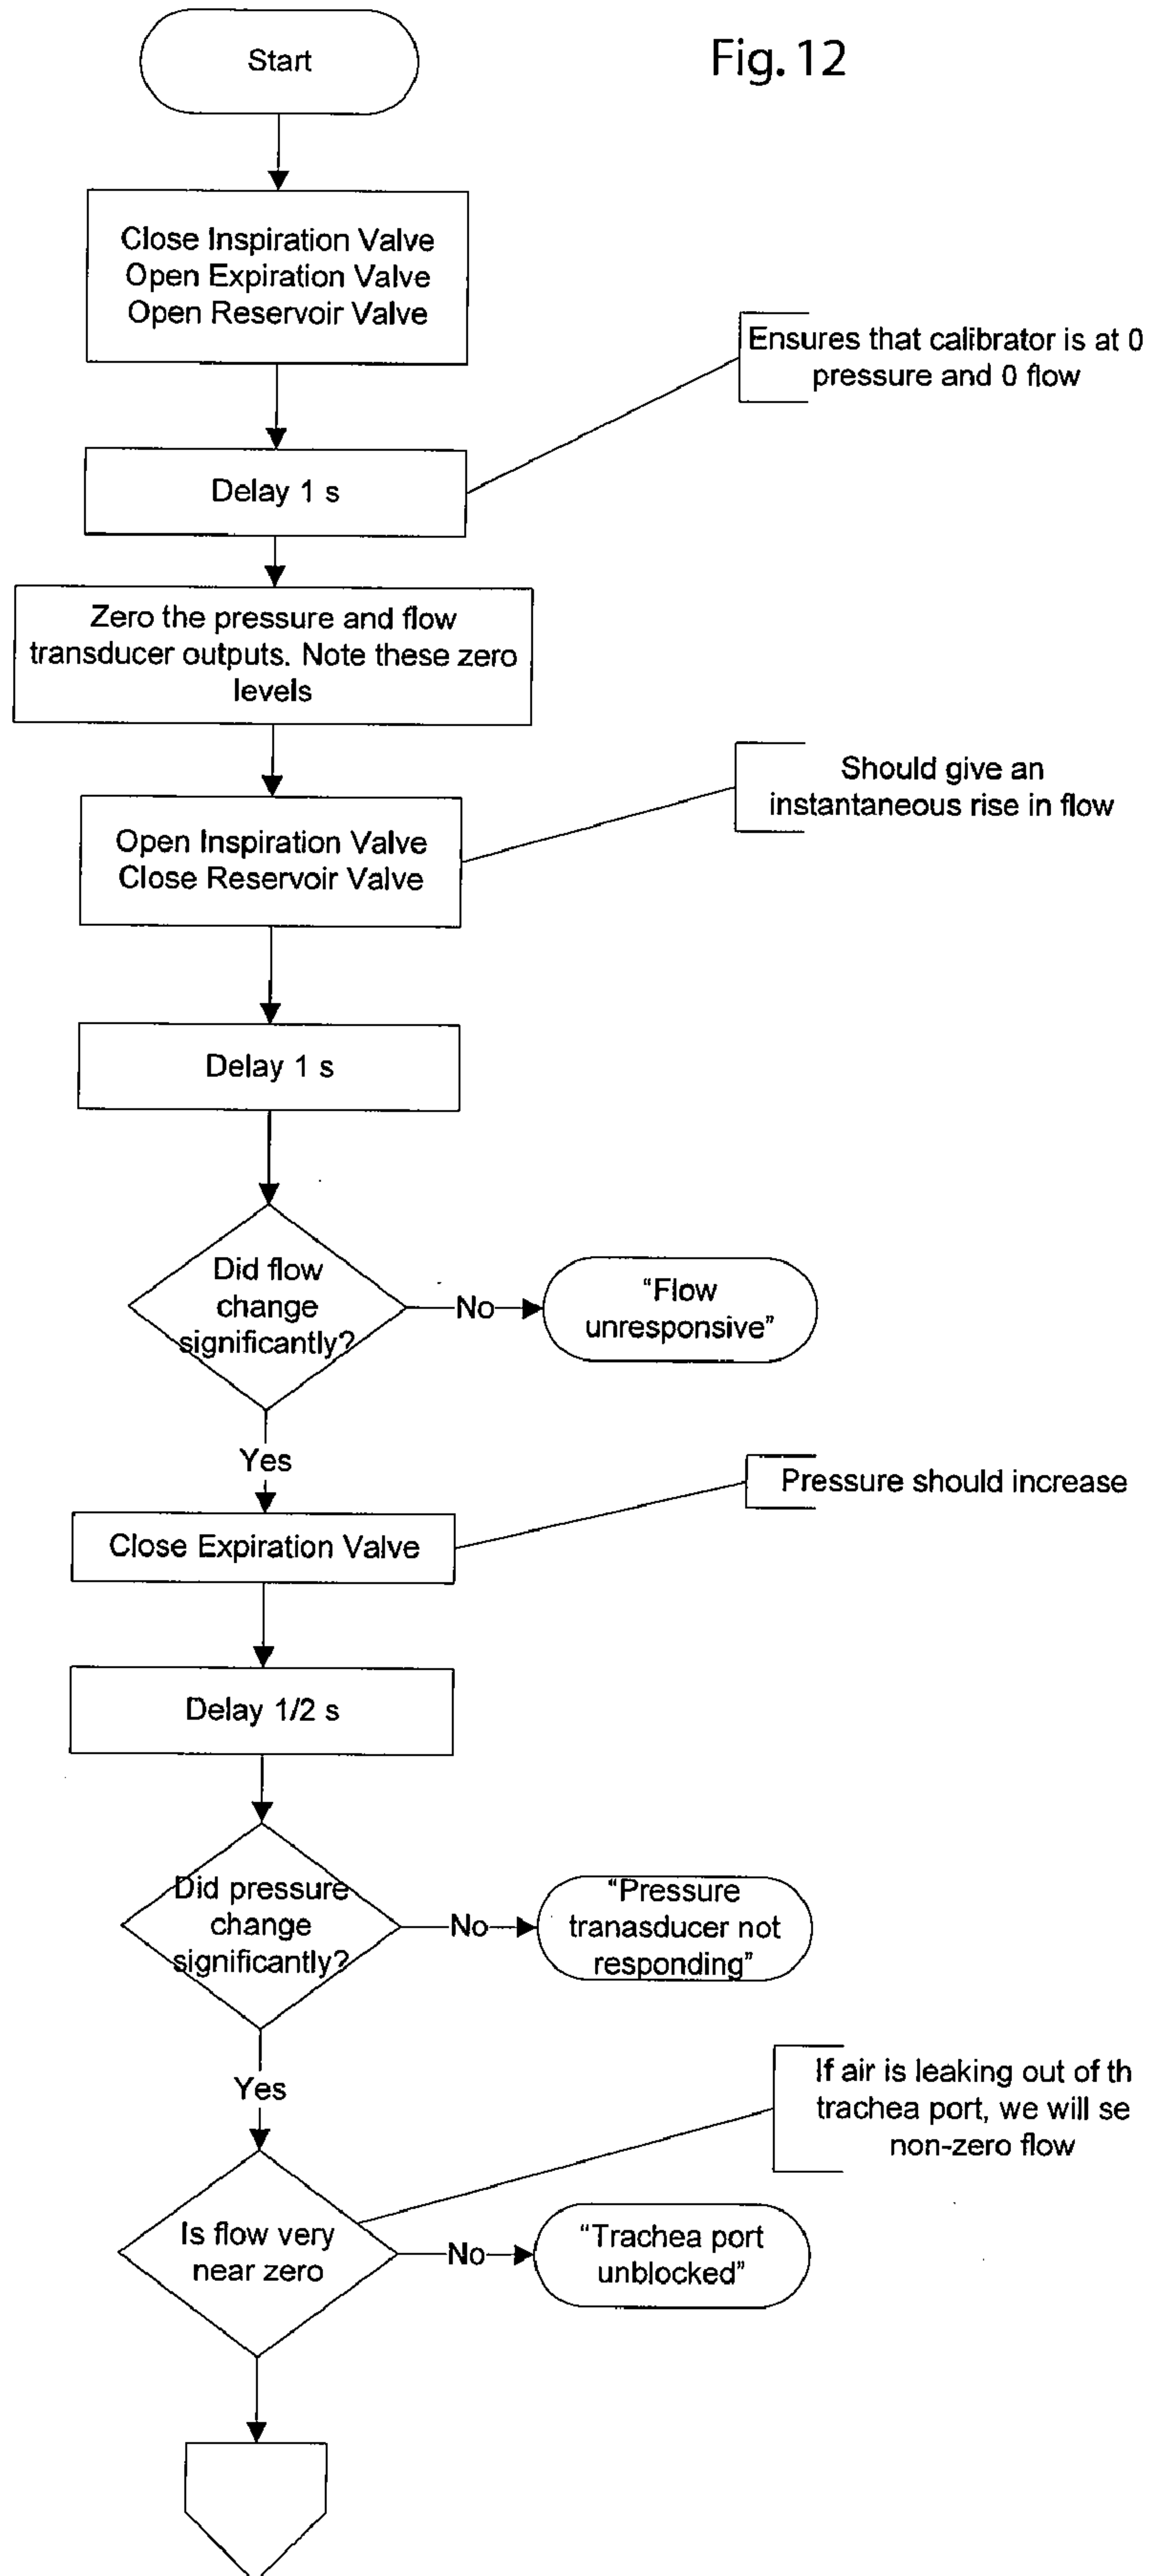 Fig. 12
Start
Close Inspiration Valve
Open Expiration Valve
Open Reservoir Valve
Ensures that calibrator is at 0
pressure and 0 flow
Delay 1 s
Zero the pressure and flow
transducer outputs. Note these zero
levels
Should give an
instantaneous rise in flow
Open Inspiration Valve
Close Reservoir Valve
Delay 1 s
Did flow
change
significantly?
No
“Flow
unresponsive”
Yes
Pressure should increase
Close Expiration Valve
Delay 1/2 s
Did pressure
change
significantly?
No
“Pressure
tranasducer not
responding”
Yes
If air is leaking out of th
trachea port, we will se
non-zero flow
Is flow very
near zero
No
“Trachea port
unblocked”